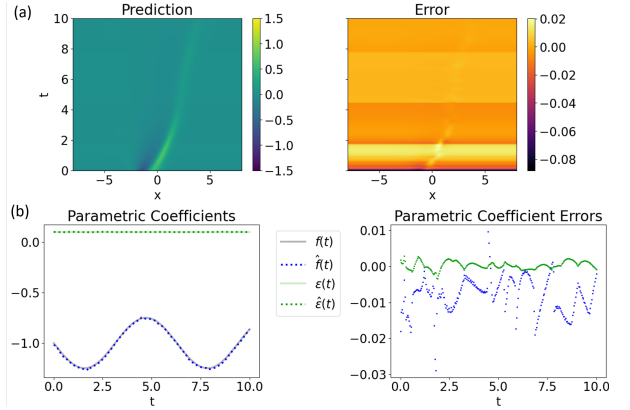 (a)
Prediction
Error
10
8
6
4
2
0
t
−5 0 5
x
1.5
1.0
0.5
0.0
−0.5
−1.0
−1.5
−5 0 5
x
0.02
0.00
−0.02
−0.04
−0.06
−0.08
(b)
Parametric Coefficients
0.0
−0.5
−1.0
0.0 2.5 5.0 7.5 10.0
t
f(t)
f̂(t)
ε(t)
ε̂(t)
Parametric Coefficient Errors
0.01
0.00
−0.01
−0.02
−0.03
0.0 2.5 5.0 7.5 10.0
t